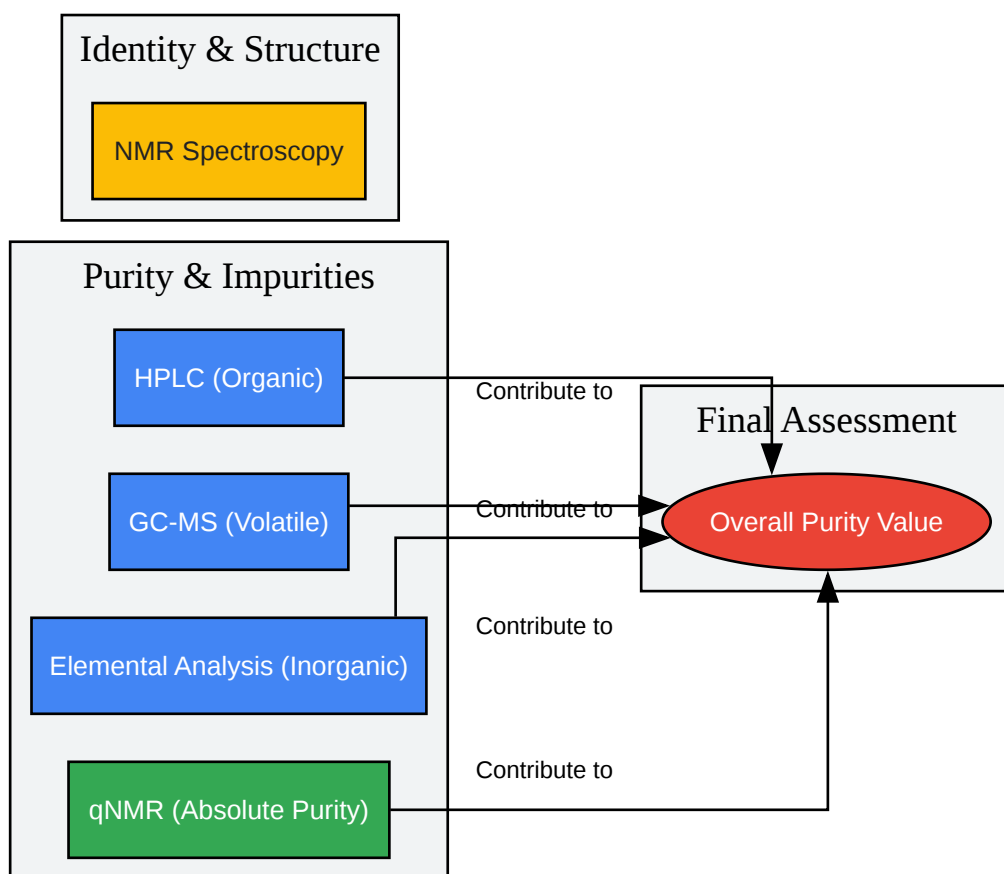 Identity & Structure
NMR Spectroscopy
Purity & Impurities
HPLC (Organic)
Contribute to
Final Assessment
GC-MS (Volatile)
Contribute to
Overall Purity Value
Contribute to
Elemental Analysis (Inorganic)
Contribute to
qNMR (Absolute Purity)